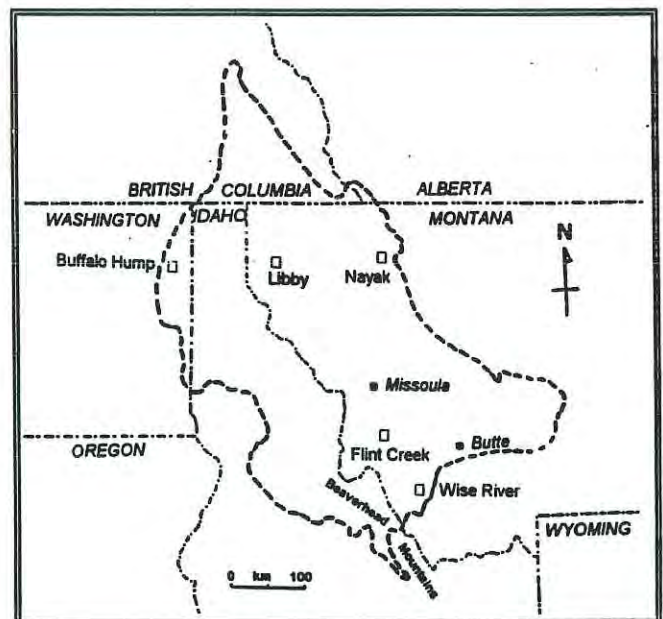 BRITISH COLUMBIA ALBERTA
WASHINGTON IDAHO MONTANA
N
Buffalo Hump
Libby
Nayak
Missoula
Butte
Flint Creek
OREGON
Wise River
Beaverhead
Mountains
WYOMING
0 km 100